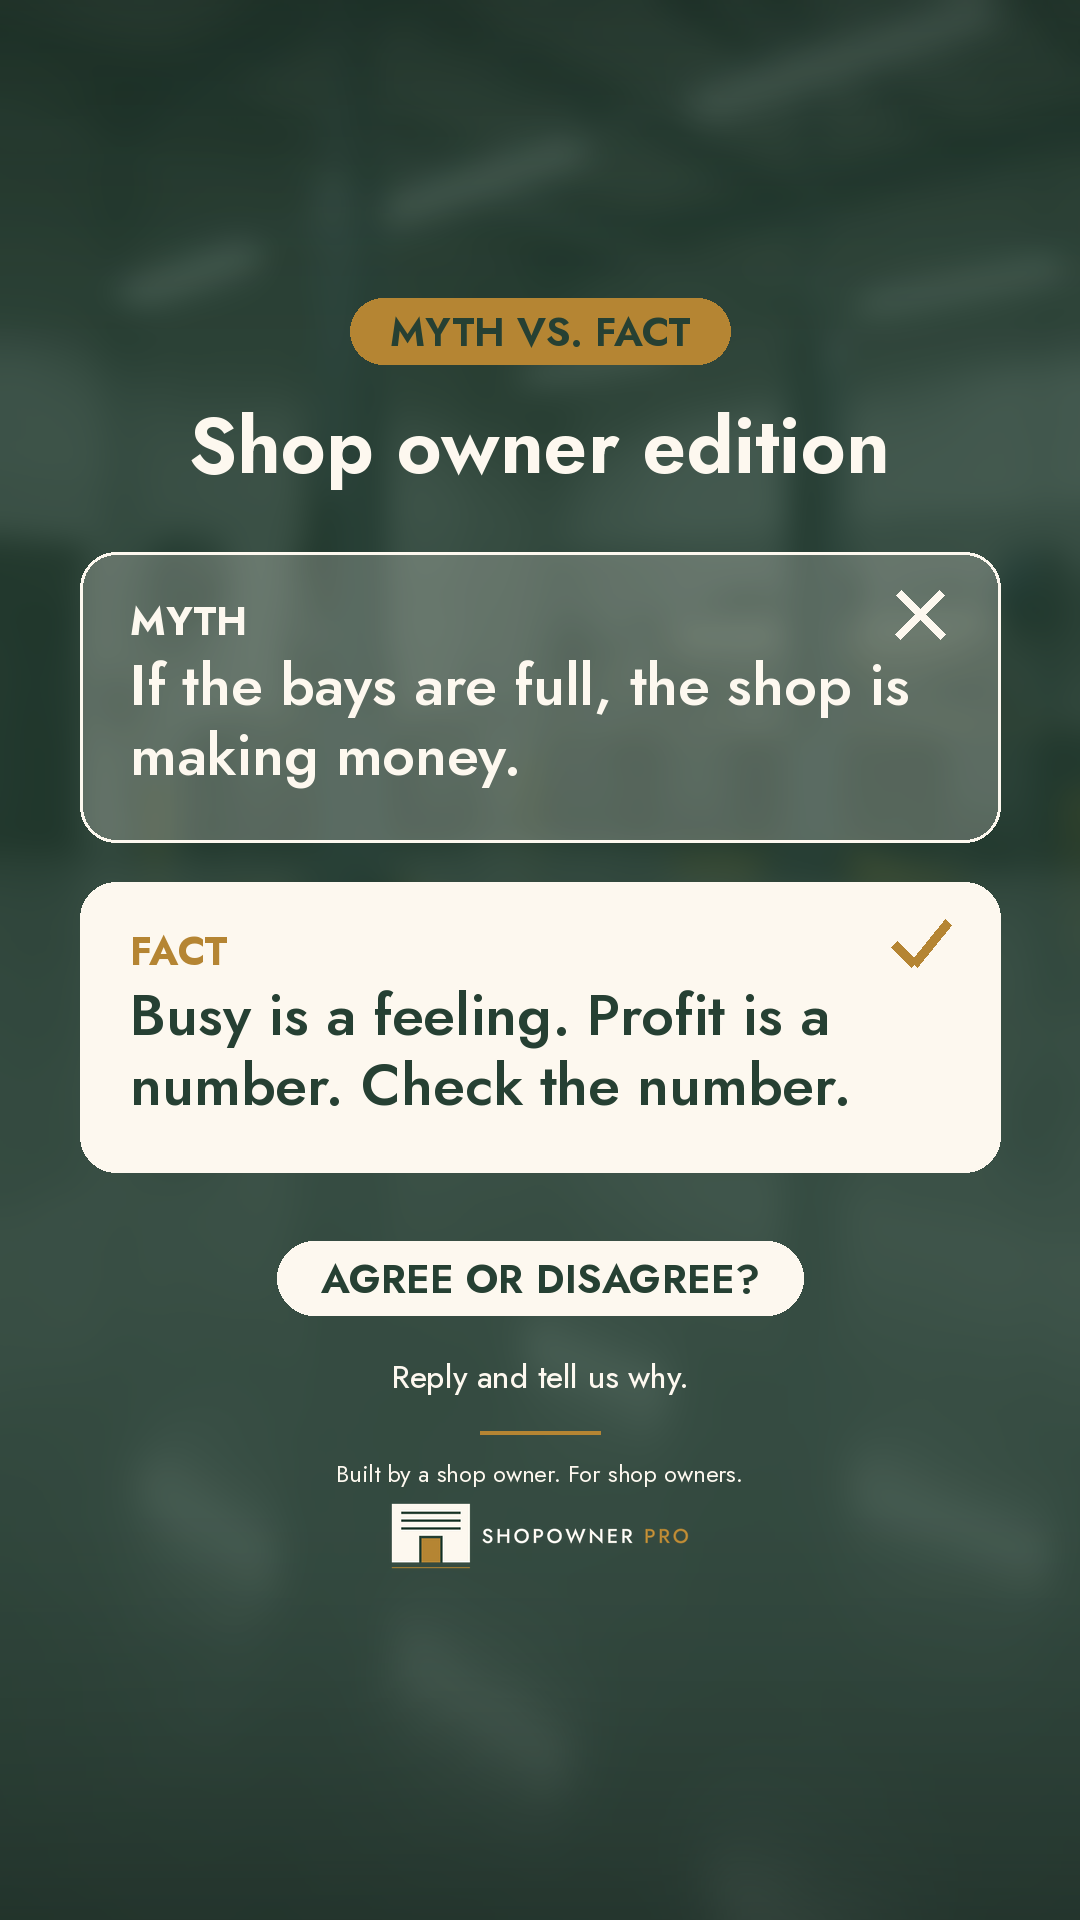 MYTH VS. FACT
Shop owner edition
MYTH
If the bays are full, the shop is
making money.
FACT
Busy is a feeling. Profit is a
number. Check the number.
AGREE OR DISAGREE?
Reply and tell us why.
Built by a shop owner. For shop owners.
SHOPOWNER PRO